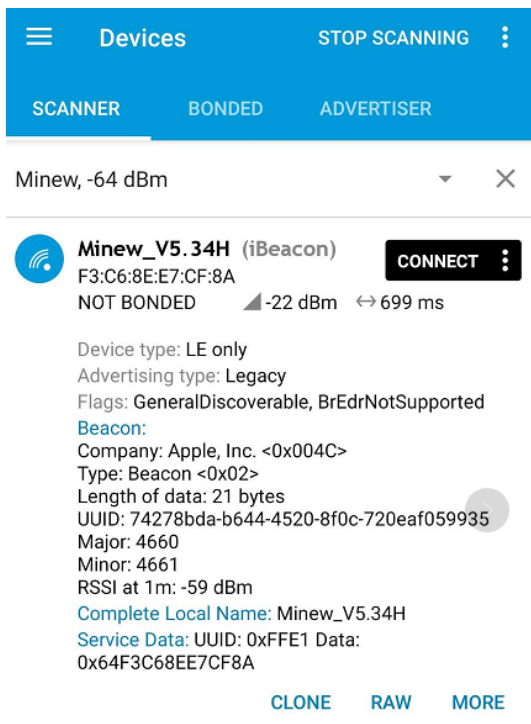 Devices STOP SCANNING
SCANNER BONDED ADVERTISER
Minew, -64 dBm
Minew_V5.34H (iBeacon)
CONNECT
F3:C6:8E:E7:CF:8A
NOT BONDED -22 dBm 699 ms
Device type: LE only
Advertising type: Legacy
Flags: GeneralDiscoverable, BrEdrNotSupported
Beacon:
Company: Apple, Inc. <0x004C>
Type: Beacon <0x02>
Length of data: 21 bytes
UUID: 74278bda-b644-4520-8f0c-720eaf059935
Major: 4660
Minor: 4661
RSSI at 1m: -59 dBm
Complete Local Name: Minew_V5.34H
Service Data: UUID: 0xFFE1 Data:
0x64F3C68EE7CF8A
CLONE RAW MORE